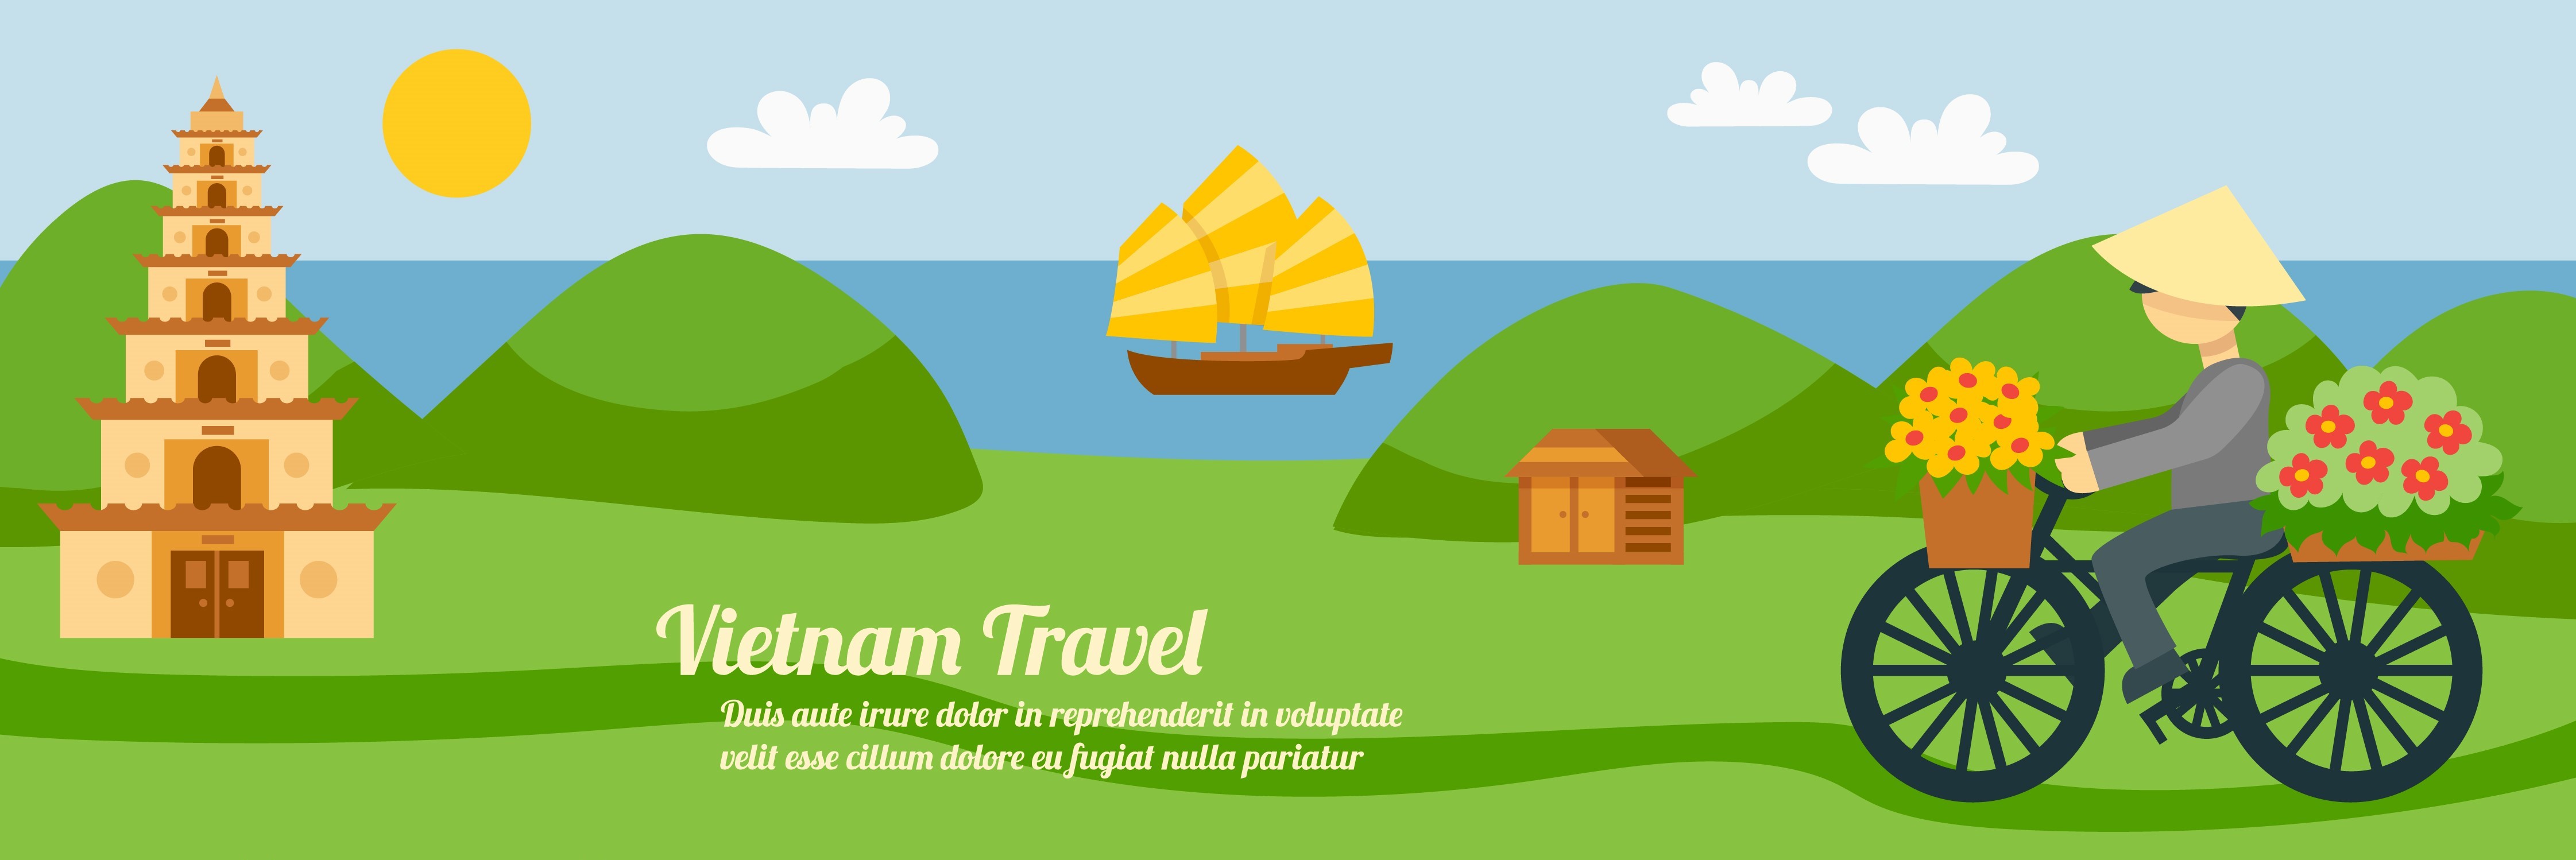 Vietnam Travel
Duis aute irure dolor in reprehenderit in voluptate
velit esse cillum dolore eu fugiat nulla pariatur